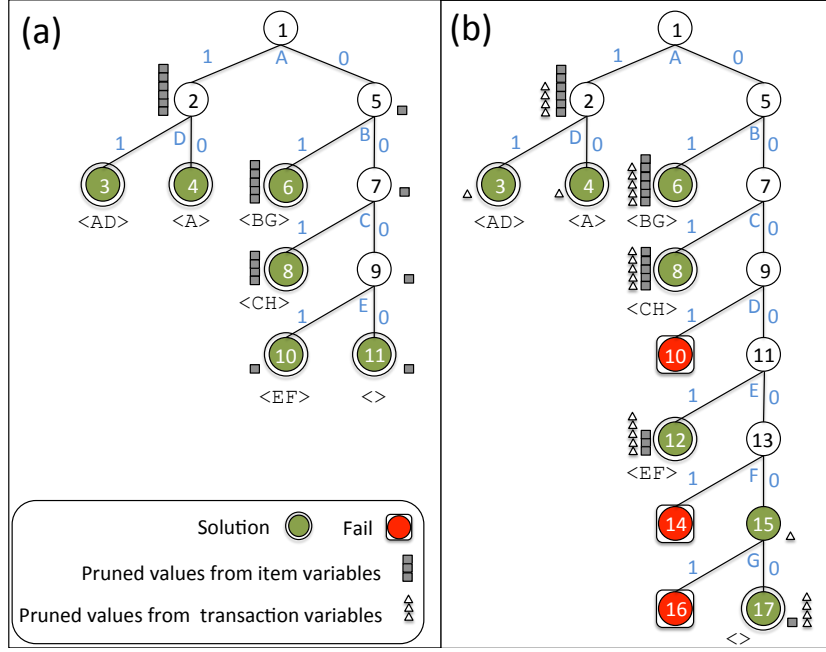 (a)
1
1 A 0
2 5
1 D 0 1 B 0
3 4 6 7
<AD> <A> <BG>
1 C 0
8 9
<CH>
1 E 0
10 11
<EF> <>
Solution Fail
Pruned values from item variables
Pruned values from transaction variables
(b)
1
1 A 0
2 5
1 D 0 1 B 0
3 4 6 7
<AD> <A> <BG>
1 C 0
8 9
<CH>
1 D 0
10 11
1 E 0
12 13
<EF>
1 F 0
14 15
1 G 0
16 17
<>